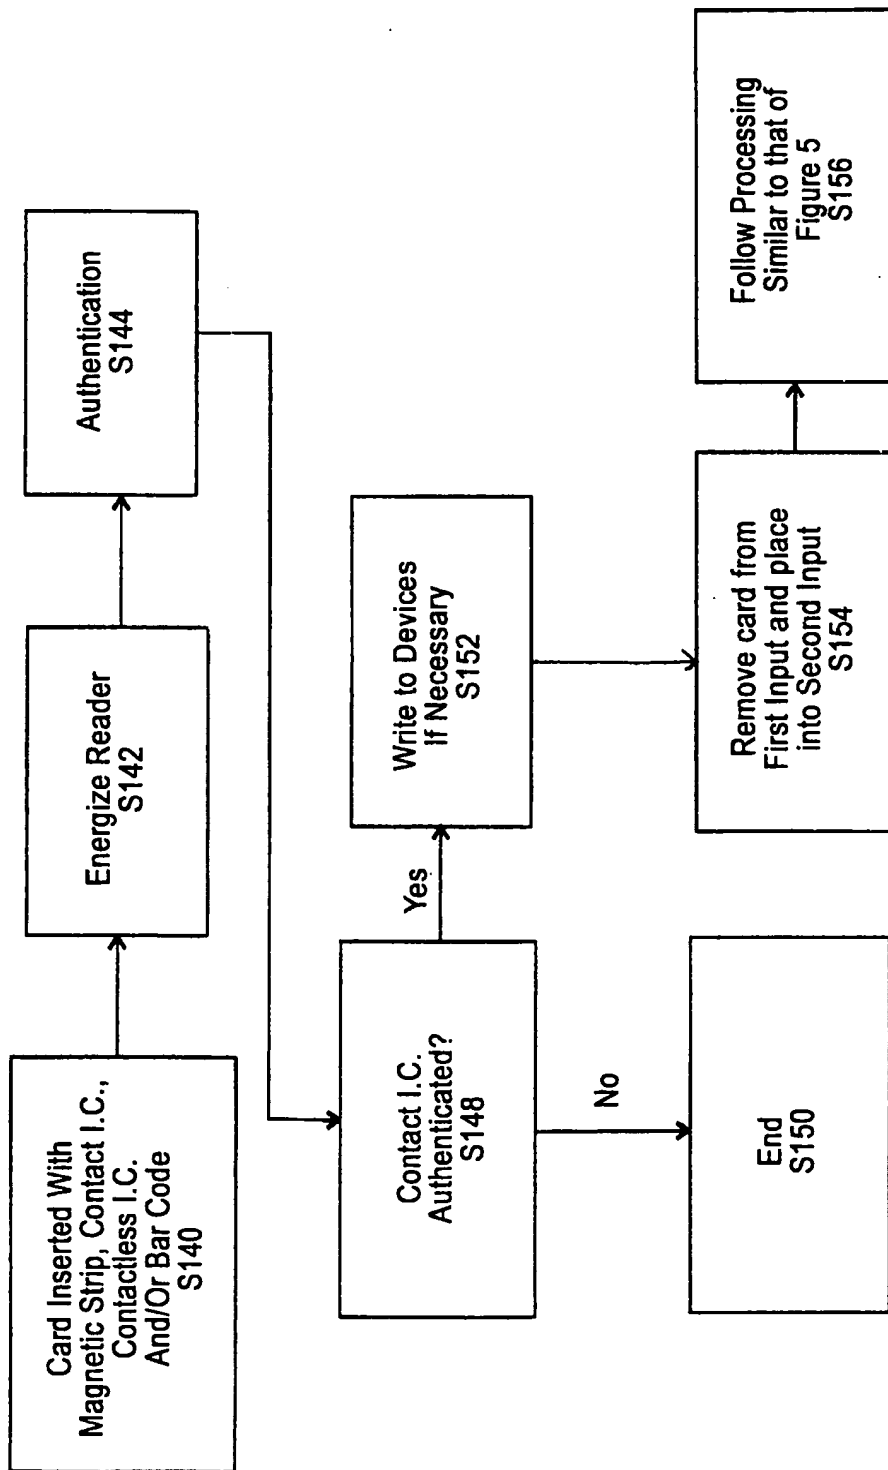 Card Inserted With
Magnetic Strip, Contact I.C.,
Contactless I.C.
And/Or Bar Code
S140
Energize Reader
S142
Authentication
S144
Contact I.C.
Authenticated?
S148
Yes
No
Write to Devices
If Necessary
S152
End
S150
Remove card from
First Input and place
into Second Input
S154
Follow Processing
Similar to that of
Figure 5
S156